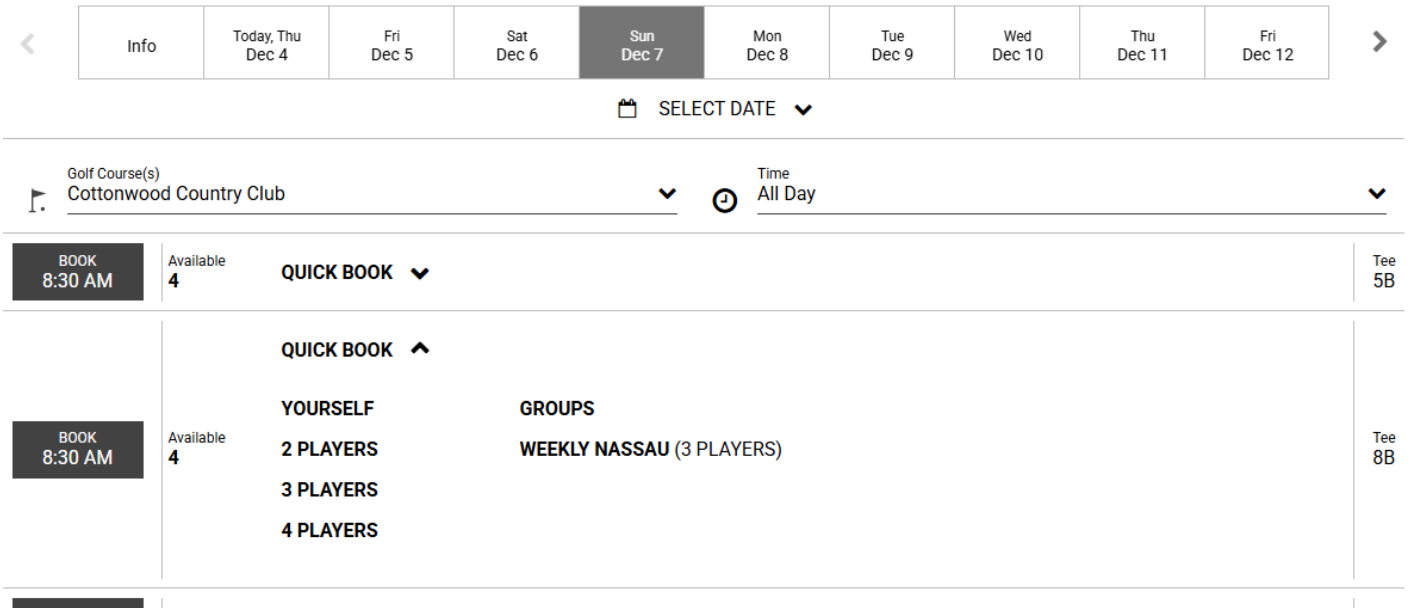 Info
Today, Thu
Dec 4
Fri
Dec 5
Sat
Dec 6
Sun
Dec 7
Mon
Dec 8
Tue
Dec 9
Wed
Dec 10
Thu
Dec 11
Fri
Dec 12
SELECT DATE
Golf Course(s)
Cottonwood Country Club
Time
All Day
BOOK
8:30 AM
Available
4
QUICK BOOK
Tee
5B
BOOK
8:30 AM
Available
4
QUICK BOOK
YOURSELF
2 PLAYERS
3 PLAYERS
4 PLAYERS
GROUPS
WEEKLY NASSAU (3 PLAYERS)
Tee
8B